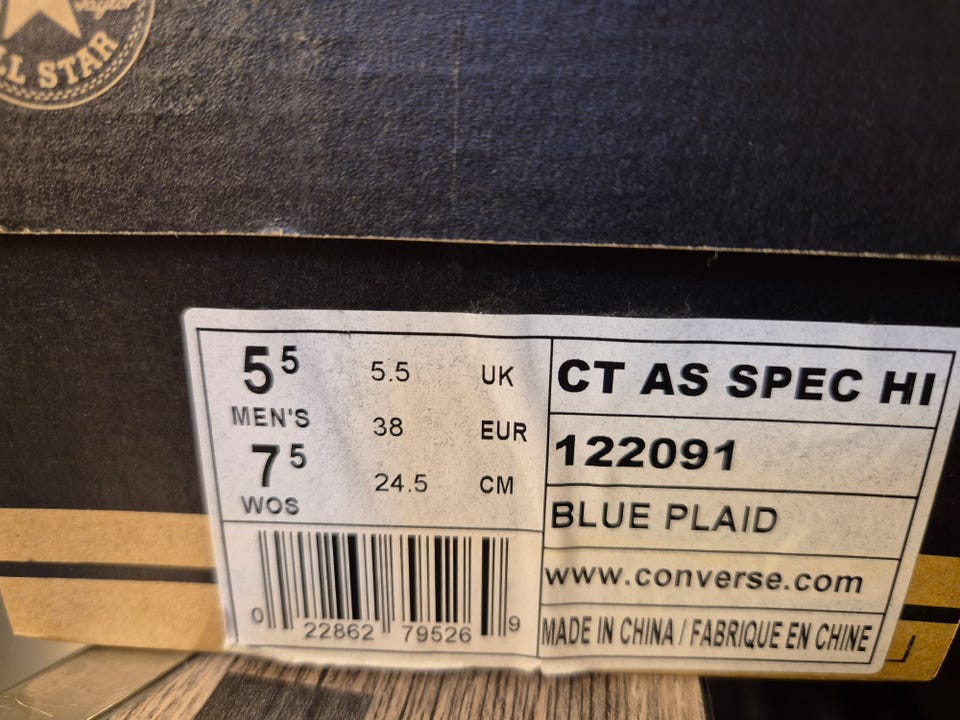 Taylor
ALL STAR
5⁵ 5.5 UK
MEN'S 38 EUR
7⁵ 24.5 CM
WOS
0 22862 79526 9
CT AS SPEC HI
122091
BLUE PLAID
www.converse.com
MADE IN CHINA / FABRIQUE EN CHINE